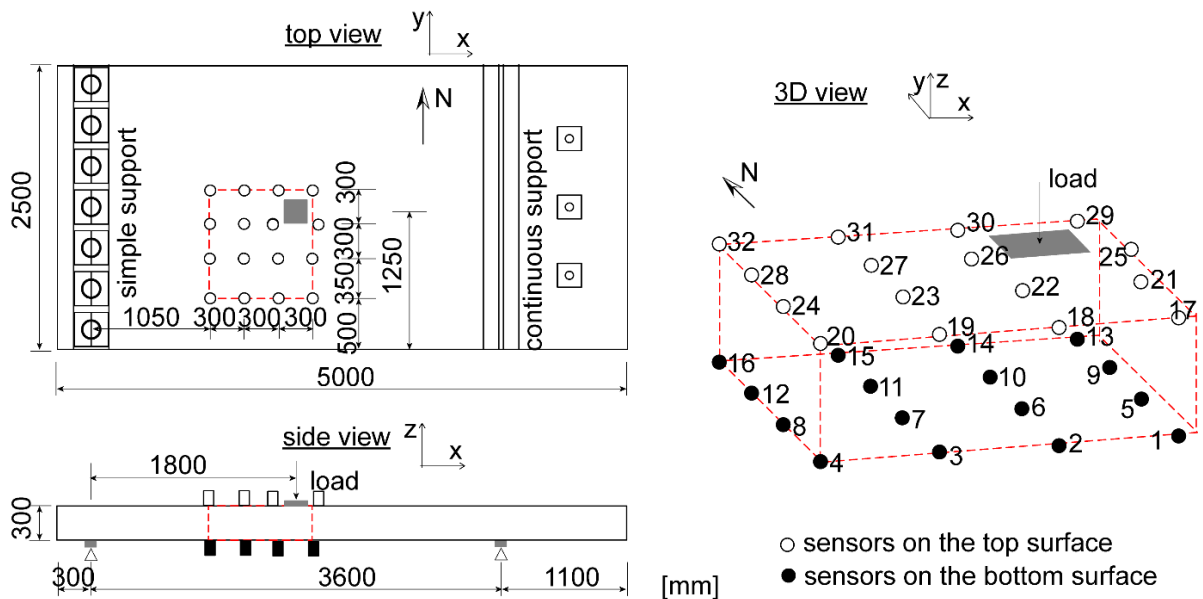 top view
y
x
N
2500
simple support
continuous support
300
300
350
500
1250
1050
300
300
300
5000
side view
z
x
1800
load
300
300
3600
1100
[mm]
3D view
y
z
x
N
load
32
31
30
29
28
27
26
25
24
23
22
21
20
19
18
17
16
15
14
13
12
11
10
9
8
7
6
5
4
3
2
1
sensors on the top surface
sensors on the bottom surface